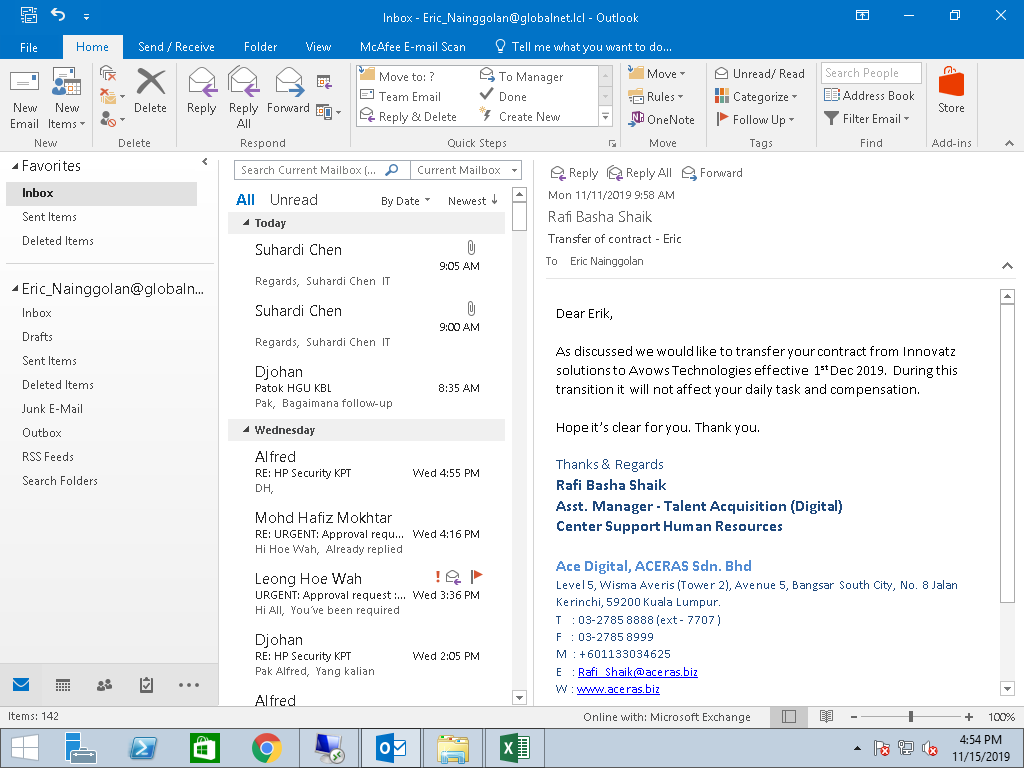 Inbox - Eric_Nainggolan@globalnet.lcl - Outlook
File Home Send / Receive Folder View McAfee E-mail Scan Tell me what you want to do...
New Email
New Items
Delete
Reply
Reply All
Forward
Move to: ?
Team Email
Reply & Delete
To Manager
Done
Create New
Move
Rules
OneNote
Unread/ Read
Categorize
Follow Up
Search People
Address Book
Filter Email
Store
New Delete Respond Quick Steps Move Tags Find Add-ins
Favorites
Inbox
Sent Items
Deleted Items
Eric_Nainggolan@globaln...
Inbox
Drafts
Sent Items
Deleted Items
Junk E-Mail
Outbox
RSS Feeds
Search Folders
Search Current Mailbox (... Current Mailbox
All Unread By Date Newest
Today
Suhardi Chen
9:05 AM
Regards, Suhardi Chen IT
Suhardi Chen
9:00 AM
Regards, Suhardi Chen IT
Djohan
Patok HGU KBL 8:35 AM
Pak, Bagaimana follow-up
Wednesday
Alfred
RE: HP Security KPT Wed 4:55 PM
DH,
Mohd Hafiz Mokhtar
RE: URGENT: Approval requ... Wed 4:16 PM
Hi Hoe Wah, Already replied
Leong Hoe Wah
URGENT: Approval request :... Wed 3:36 PM
Hi All, You've been required
Djohan
RE: HP Security KPT Wed 2:05 PM
Pak Alfred, Yang kalian
Alfred
Reply Reply All Forward
Mon 11/11/2019 9:58 AM
Rafi Basha Shaik
Transfer of contract - Eric
To Eric Nainggolan
Dear Erik,
As discussed we would like to transfer your contract from Innovatz
solutions to Avows Technologies effective 1st Dec 2019. During this
transition it will not affect your daily task and compensation.
Hope it's clear for you. Thank you.
Thanks & Regards
Rafi Basha Shaik
Asst. Manager - Talent Acquisition (Digital)
Center Support Human Resources
Ace Digital, ACERAS Sdn. Bhd
Level 5, Wisma Averis (Tower 2), Avenue 5, Bangsar South City, No. 8 Jalan
Kerinchi, 59200 Kuala Lumpur.
T : 03-2785 8888 (ext - 7707 )
F : 03-2785 8999
M : +601133034625
E : Rafi_Shaik@aceras.biz
W : www.aceras.biz
Items: 142 Online with: Microsoft Exchange 100%
4:54 PM
11/15/2019